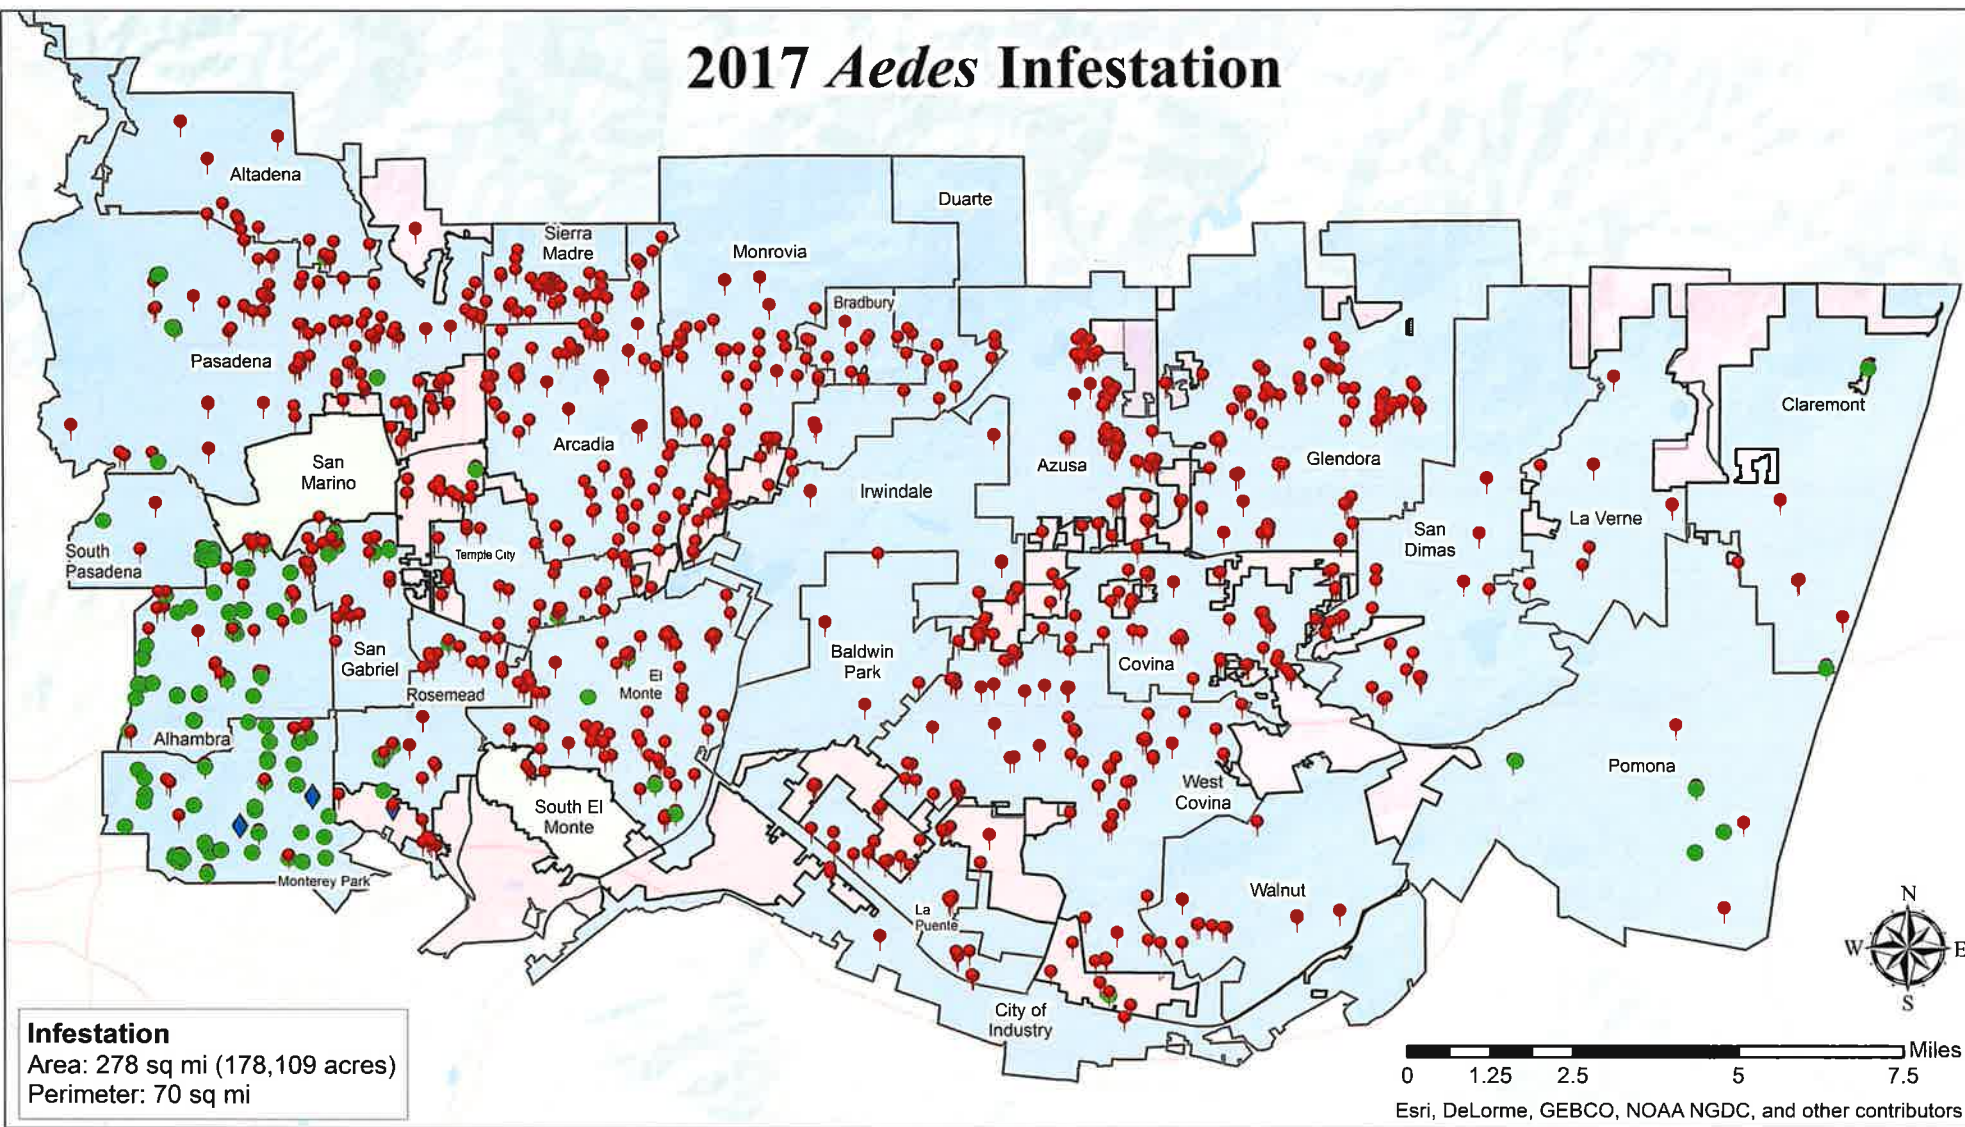 2017 Aedes Infestation
Altadena
Duarte
Sierra
Madre
Monrovia
Bradbury
Pasadena
Claremont
Arcadia
San
Marino
Azusa
Glendora
Irwindale
La Verne
San
Dimas
South
Pasadena
Temple City
San
Gabriel
Baldwin
Park
Covina
Rosemead
El
Monte
Alhambra
Pomona
West
Covina
South El
Monte
Monterey Park
Walnut
La
Puente
City of
Industry
N
W
E
S
Infestation
Area: 278 sq mi (178,109 acres)
Perimeter: 70 sq mi
Miles
0 1.25 2.5 5 7.5
Esri, DeLorme, GEBCO, NOAA NGDC, and other contributors